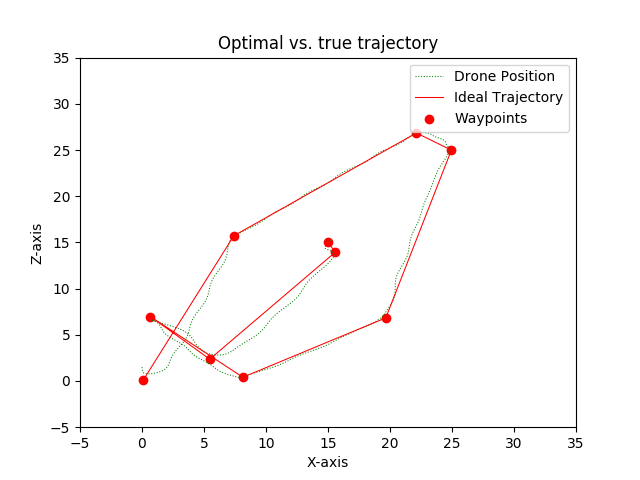 Optimal vs. true trajectory
Drone Position
Ideal Trajectory
Waypoints
35
30
25
20
15
10
5
0
−5
Z-axis
−5 0 5 10 15 20 25 30 35
X-axis